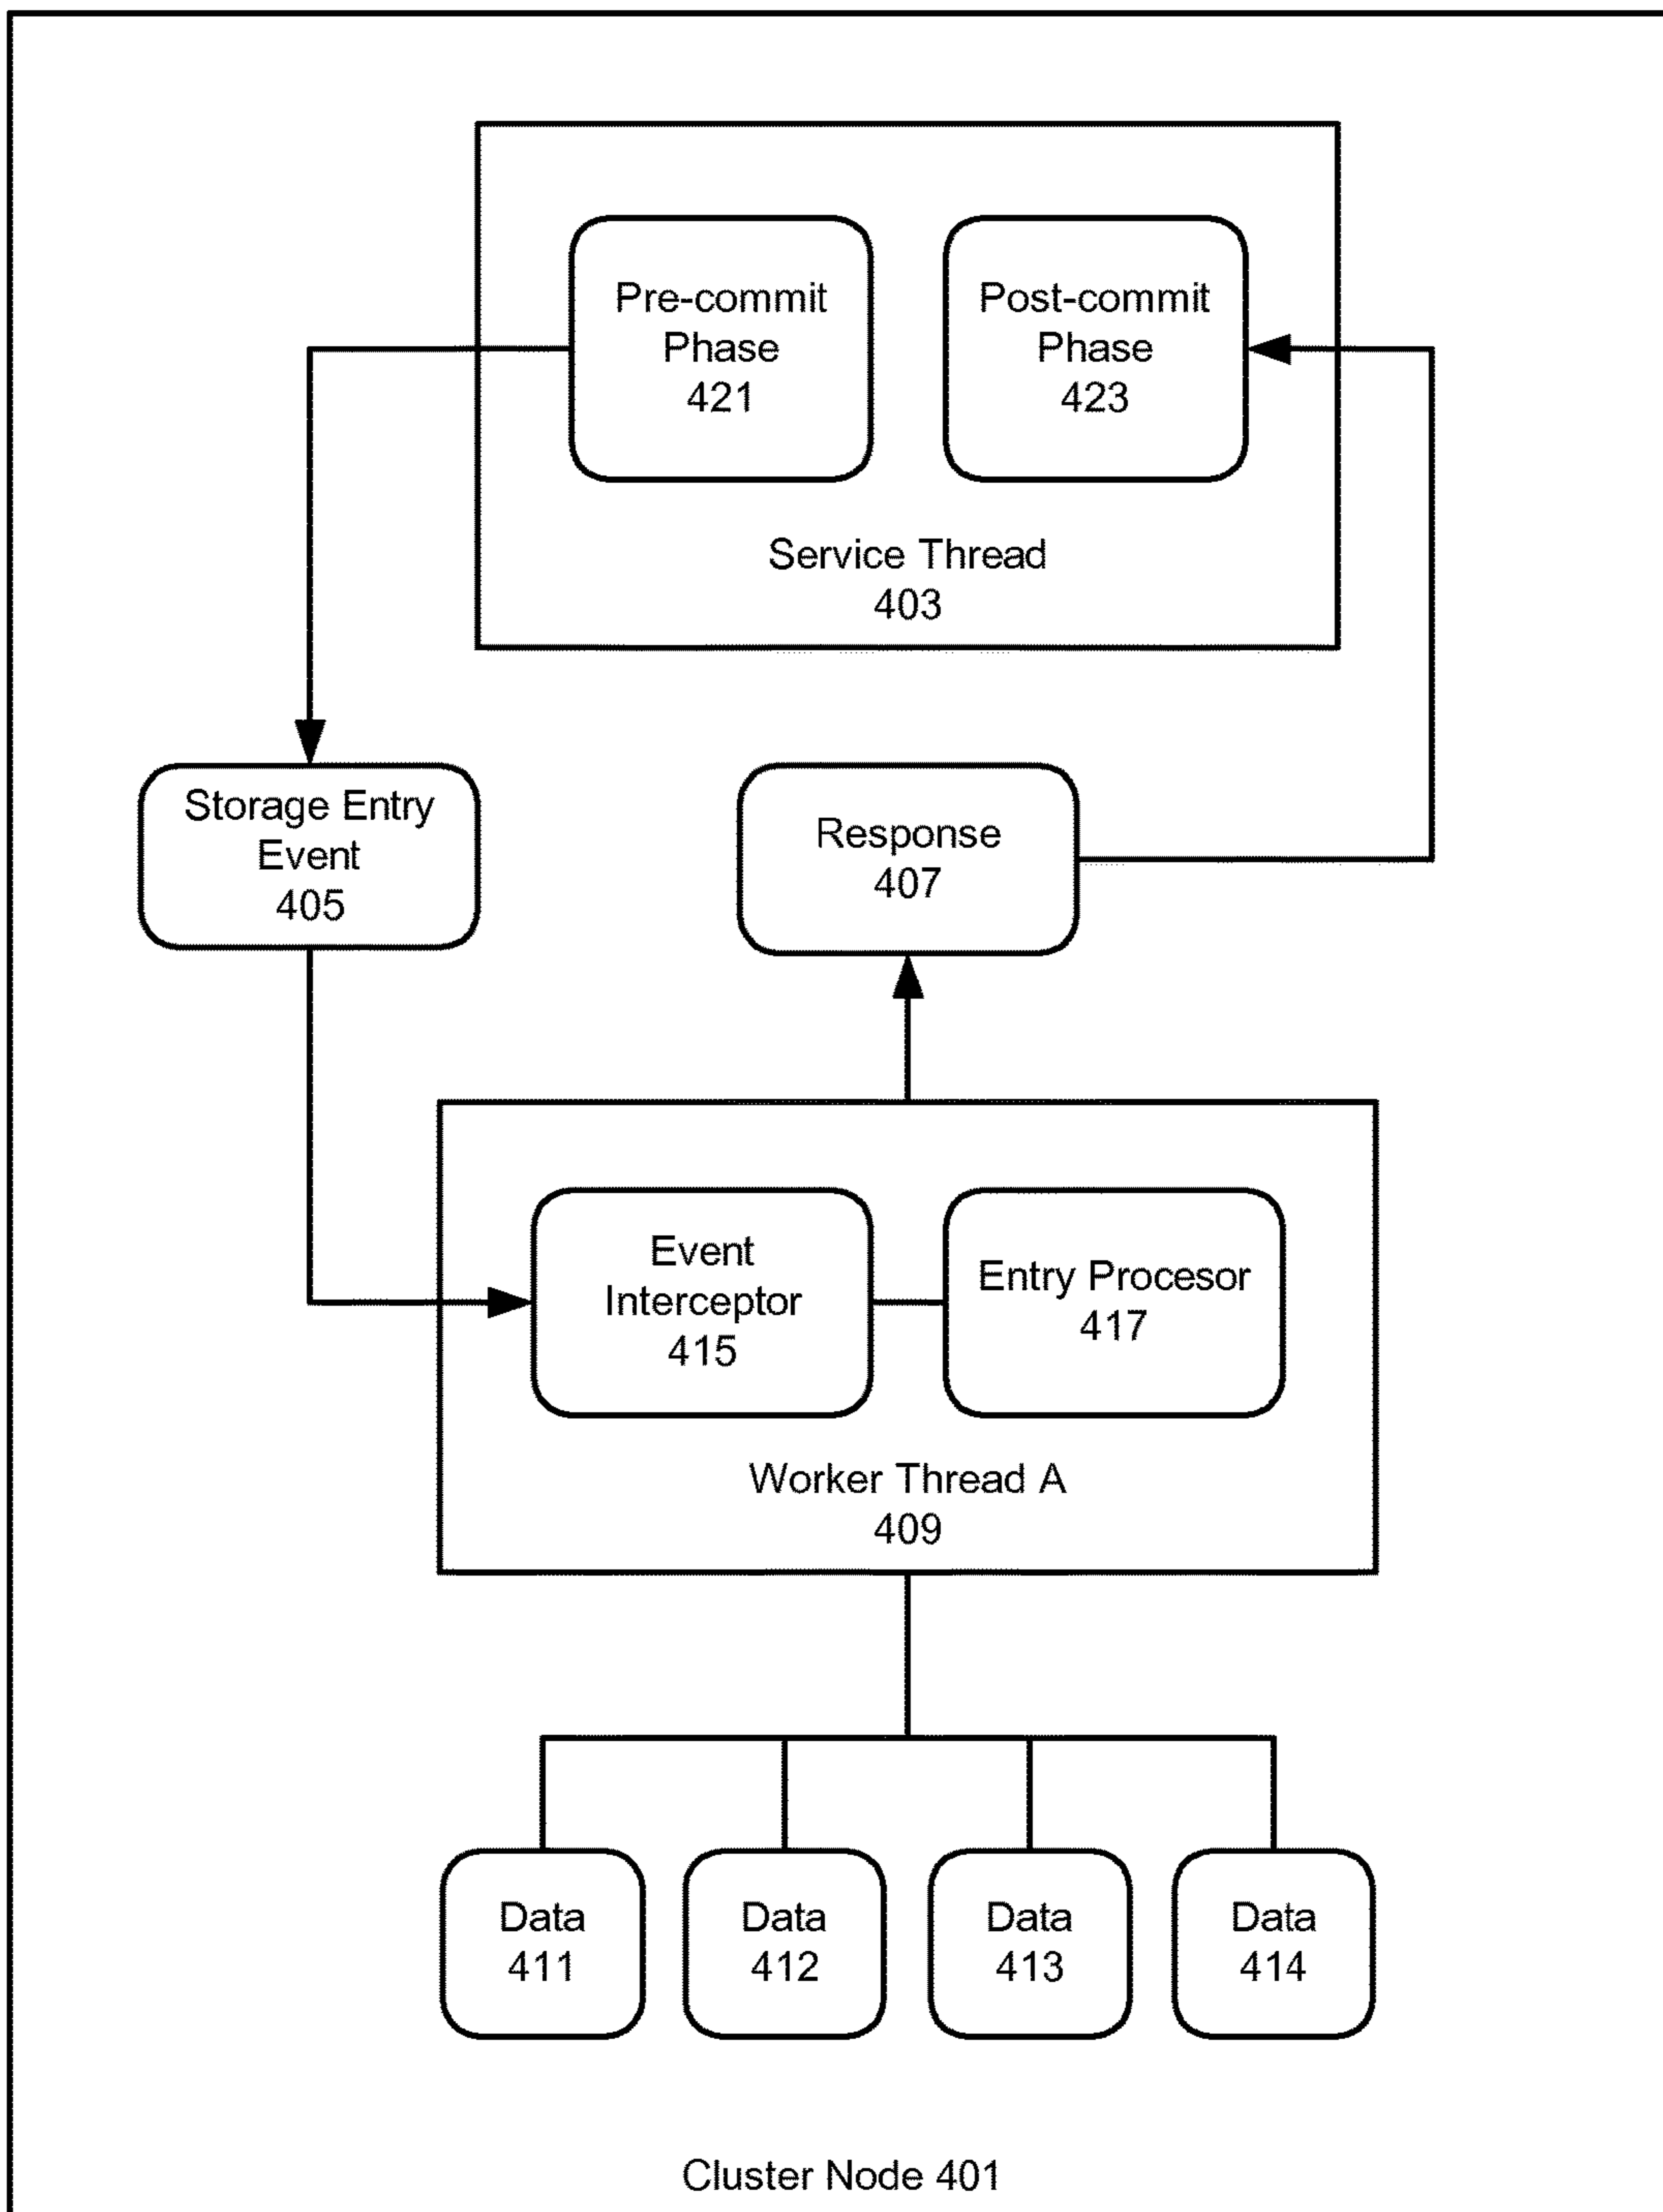 Pre-commit
Phase
421
Post-commit
Phase
423
Service Thread
403
Storage Entry
Event
405
Response
407
Event
Interceptor
415
Entry Procesor
417
Worker Thread A
409
Data
411
Data
412
Data
413
Data
414
Cluster Node 401